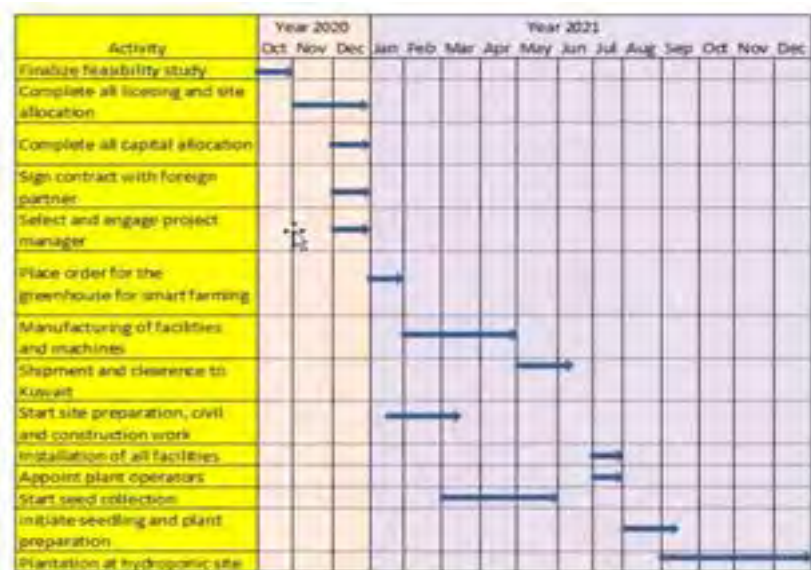 Year 2020 Year 2021
Activity Oct Nov Dec Jan Feb Mar Apr May Jun Jul Aug Sep Oct Nov Dec
Finalize feasibility study
Complete all licesing and site
allocation
Complete all capital allocation
Sign contract with foreign
partner
Select and engage project
manager
Place order for the
greenhouse for smart farming
Manufacturing of facilities
and machines
Shipment and clearence to
Kuwait
Start site preparation, civil
and construction work
Installation of all facilities
Appoint plant operators
Start seed collection
Initiate seedling and plant
preparation
Plantation at hydroponic site